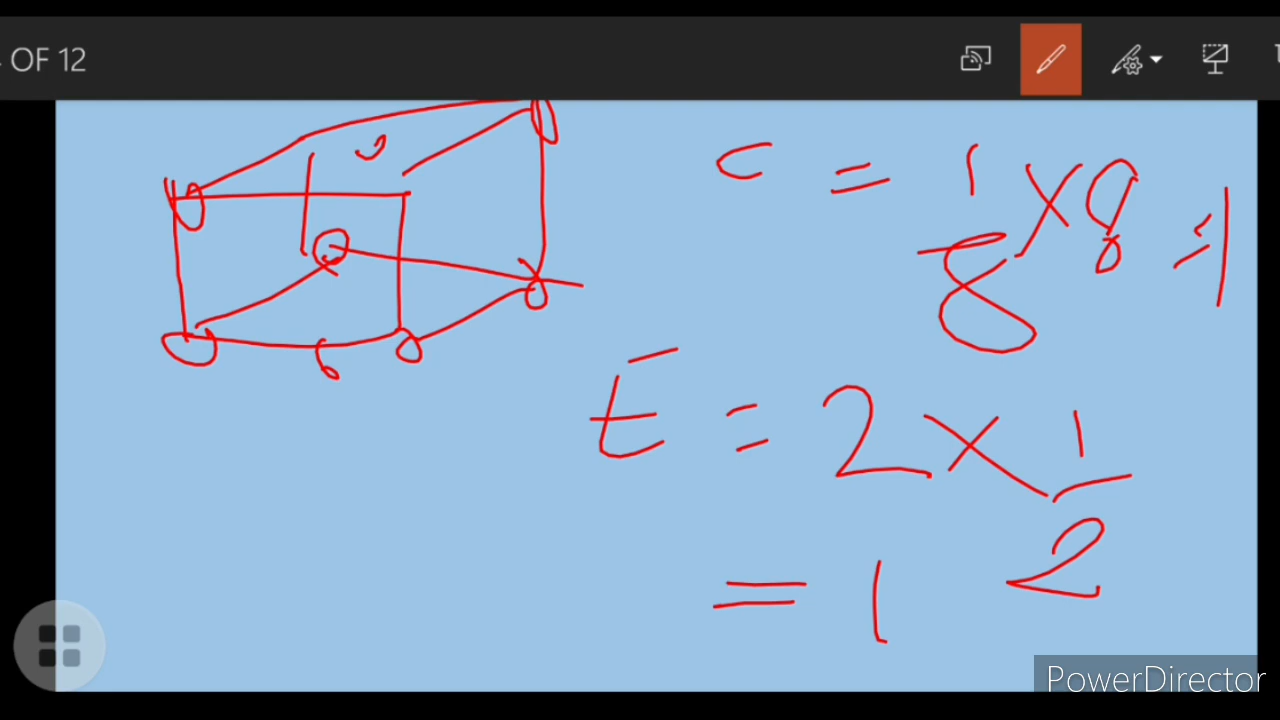 OF 12
C = 1/8 × 8 = 1
E = 2 × 1/2
= 1
PowerDirector